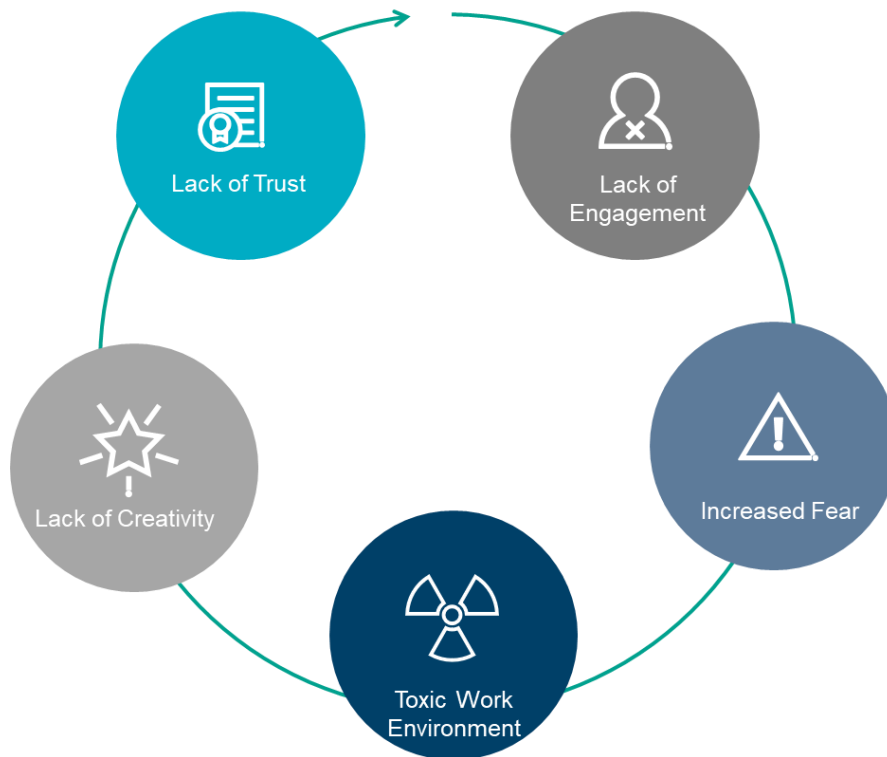 Lack of Trust
Lack of
Engagement
Increased Fear
Lack of Creativity
Toxic Work
Environment